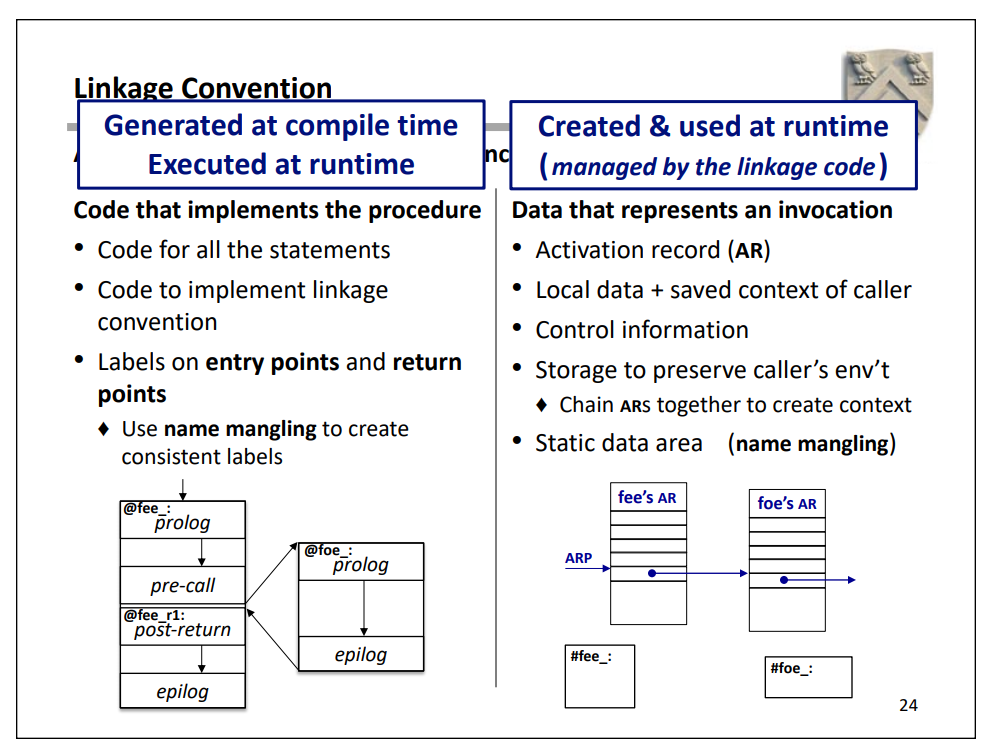 Linkage Convention
Generated at compile time
Executed at runtime
Created & used at runtime
(managed by the linkage code)
Code that implements the procedure
• Code for all the statements
• Code to implement linkage
convention
• Labels on entry points and return
points
♦ Use name mangling to create
consistent labels
@fee_:
prolog
pre-call
@fee_r1:
post-return
epilog
@foe_:
prolog
epilog
Data that represents an invocation
• Activation record (AR)
• Local data + saved context of caller
• Control information
• Storage to preserve caller’s env’t
♦ Chain ARs together to create context
• Static data area (name mangling)
fee’s AR
foe’s AR
ARP
#fee_:
#foe_:
24